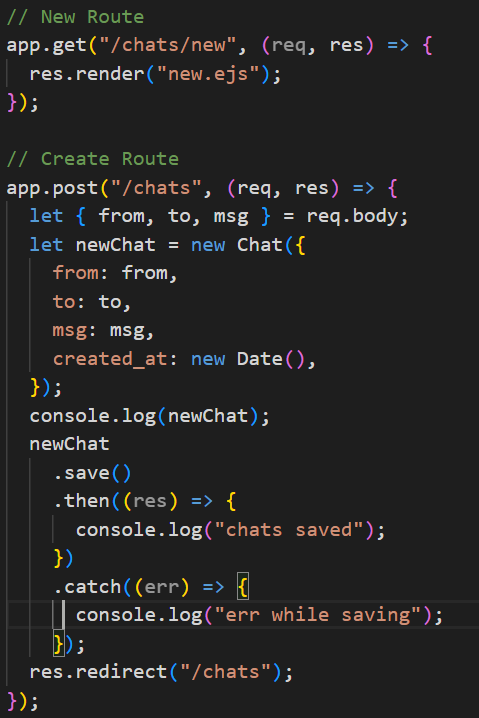 // New Route
app.get("/chats/new", (req, res) => {
  res.render("new.ejs");
});

// Create Route
app.post("/chats", (req, res) => {
  let { from, to, msg } = req.body;
  let newChat = new Chat({
    from: from,
    to: to,
    msg: msg,
    created_at: new Date(),
  });
  console.log(newChat);
  newChat
    .save()
    .then((res) => {
      console.log("chats saved");
    })
    .catch((err) => {
      console.log("err while saving");
    });
  res.redirect("/chats");
});